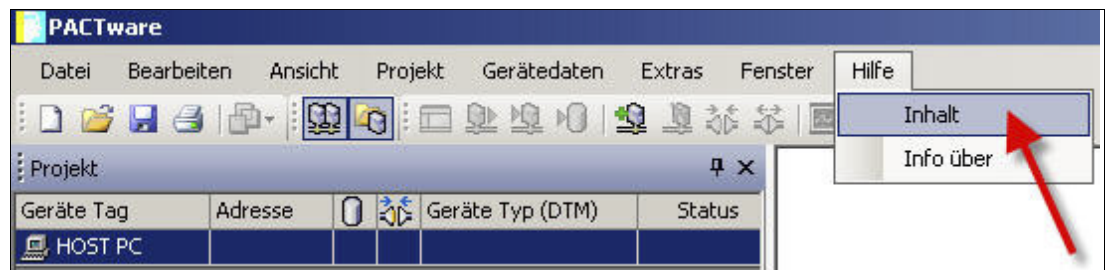 PACTware
Datei Bearbeiten Ansicht Projekt Gerätedaten Extras Fenster Hilfe
Inhalt
Info über
Projekt
Geräte Tag Adresse Geräte Typ (DTM) Status
HOST PC